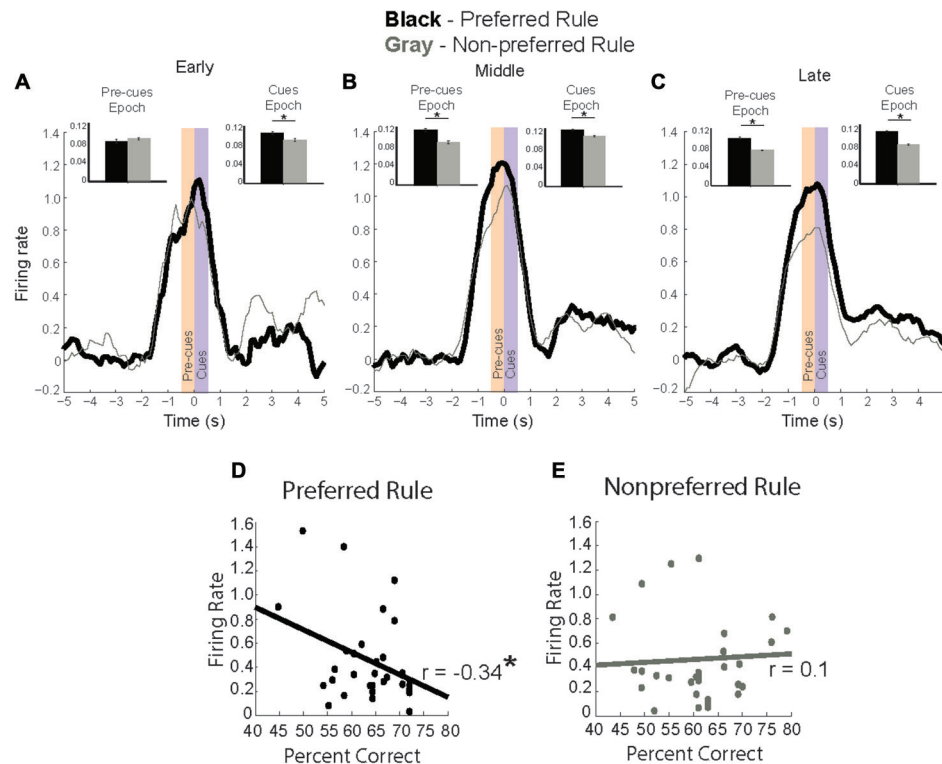 Black - Preferred Rule
Gray - Non-preferred Rule
A
Early
Pre-cues
Epoch
0.12
0.08
0.04
0
Cues
Epoch
*
0.12
0.08
0.04
0
Firing rate
1.4
1.2
1.0
0.8
0.6
0.4
0.2
0
−0.2
Pre-cues
Cues
−5 −4 −3 −2 −1 0 1 2 3 4 5
Time (s)
B
Middle
Pre-cues
Epoch
*
0.12
0.08
0.04
0
Cues
Epoch
*
0.12
0.08
0.04
0
1.4
1.2
1.0
0.8
0.6
0.4
0.2
0
−0.2
Pre-cues
Cues
−5 −4 −3 −2 −1 0 1 2 3 4 5
Time (s)
C
Late
Pre-cues
Epoch
*
0.12
0.08
0.04
0
Cues
Epoch
*
0.12
0.08
0.04
0
1.4
1.2
1.0
0.8
0.6
0.4
0.2
0
−0.2
Pre-cues
Cues
−5 −4 −3 −2 −1 0 1 2 3 4
Time (s)
D
Preferred Rule
Firing Rate
1.6
1.4
1.2
1.0
0.8
0.6
0.4
0.2
0
r = -0.34*
40 45 50 55 60 65 70 75 80
Percent Correct
E
Nonpreferred Rule
Firing Rate
1.6
1.4
1.2
1.0
0.8
0.6
0.4
0.2
0
r = 0.1
40 45 50 55 60 65 70 75 80
Percent Correct